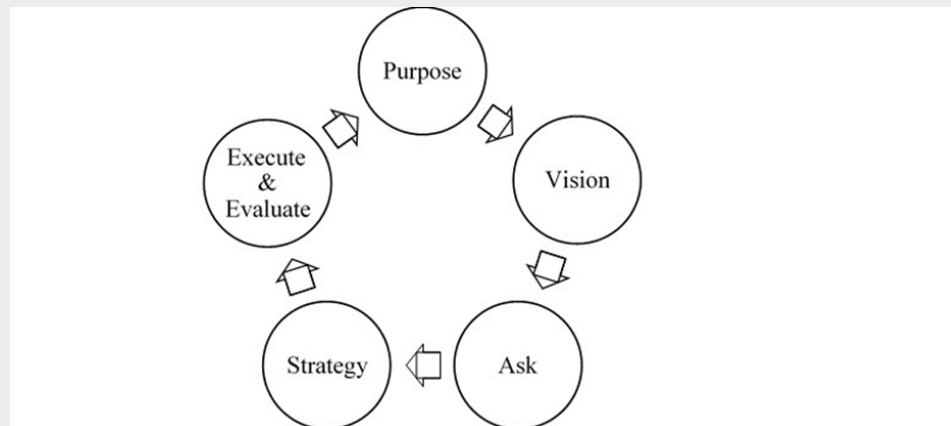 Purpose
Vision
Ask
Strategy
Execute
&
Evaluate